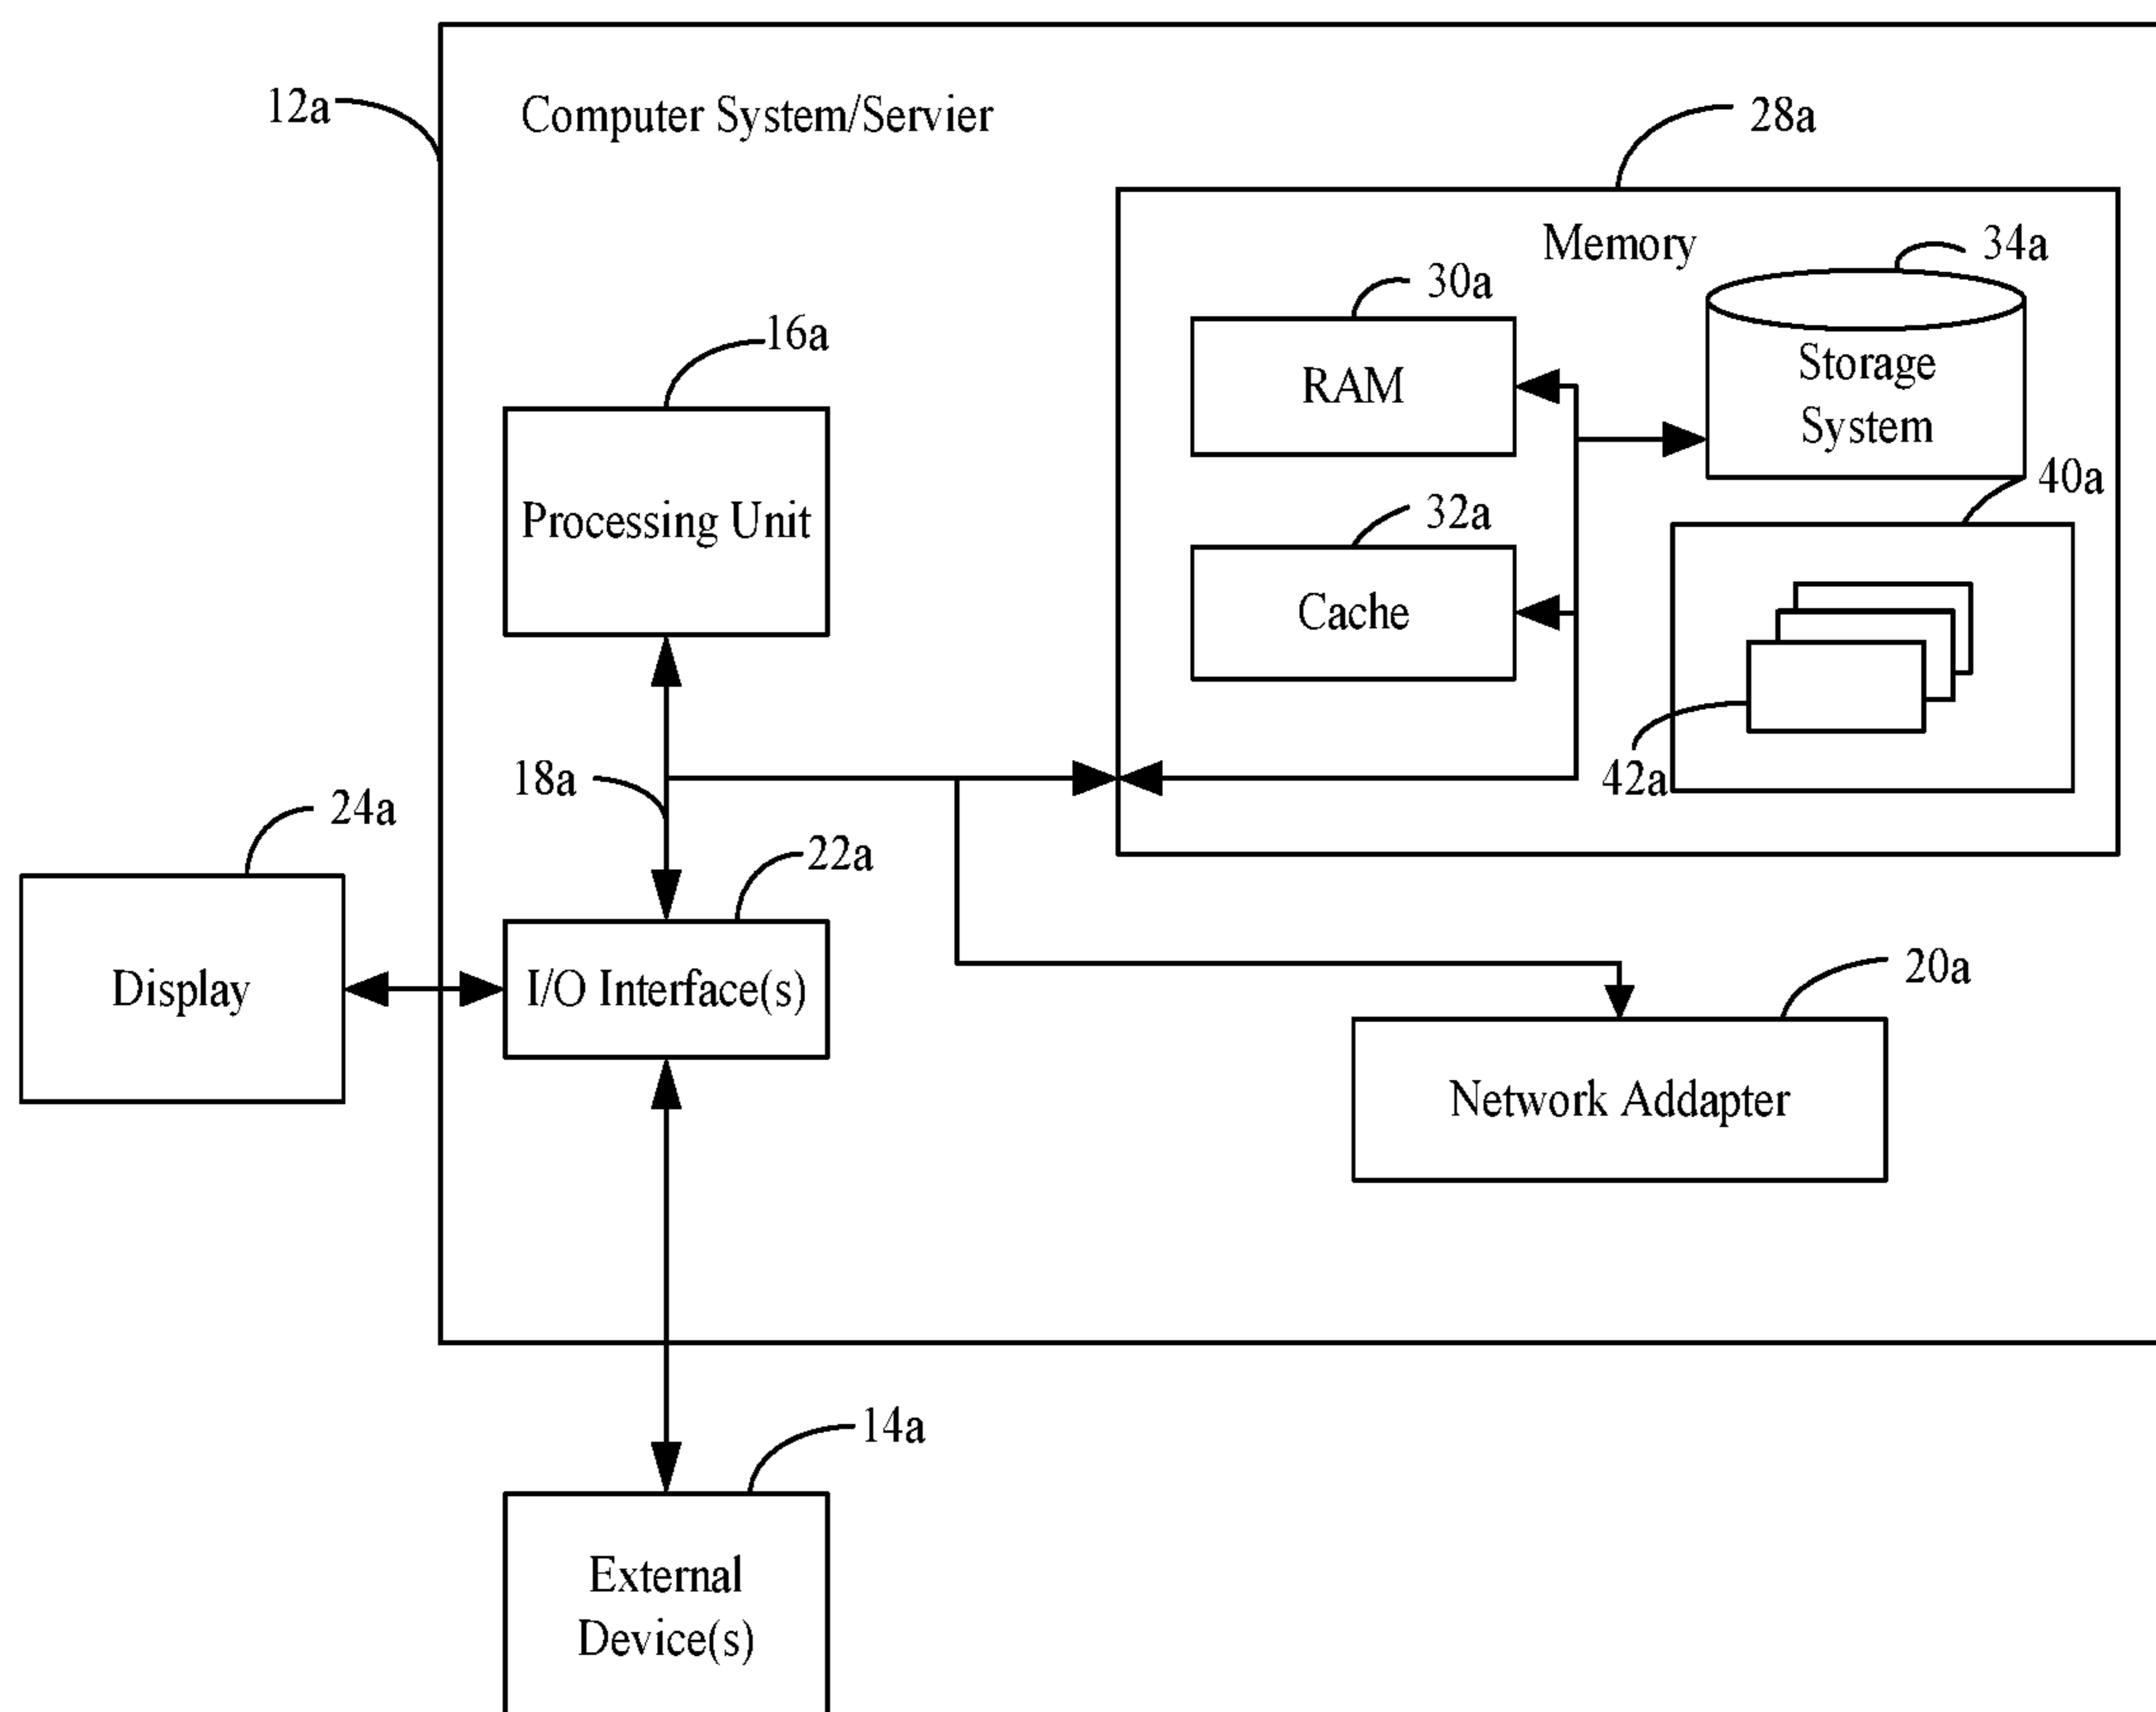 12a
Computer System/Servier
28a
Memory
34a
30a
16a
RAM
Storage
System
40a
Processing Unit
32a
Cache
18a
42a
24a
22a
Display
I/O Interface(s)
20a
Network Addapter
14a
External
Device(s)